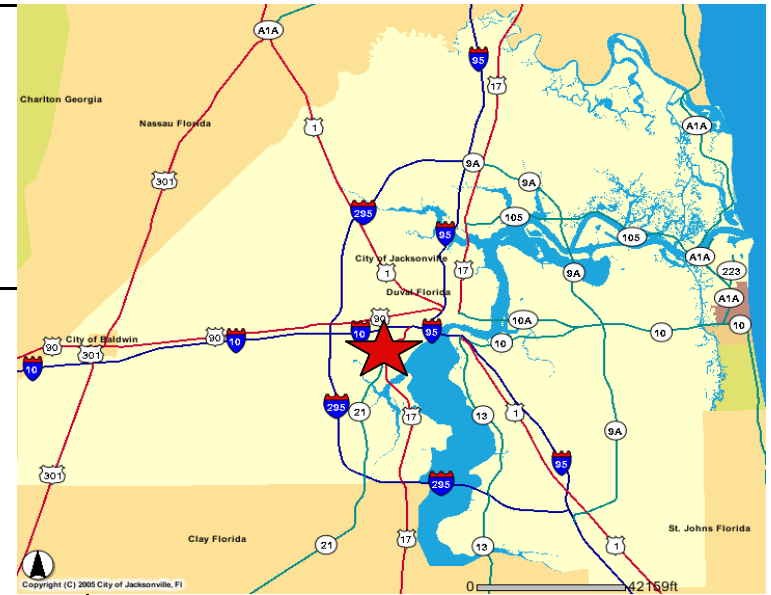 A1A
95
17
Charlton Georgia
Nassau Florida
1
A1A
301
9A
9A
295
105
95
105
City of Jacksonville
A1A
1
17
9A
223
Duval Florida
A1A
90
10A
10
90
City of Baldwin
90
10
10
95
10
10
301
10
295
21
17
13
1
9A
95
301
295
Clay Florida
21
17
13
1
St. Johns Florida
Copyright (C) 2005 City of Jacksonville, Fl
0
42159ft